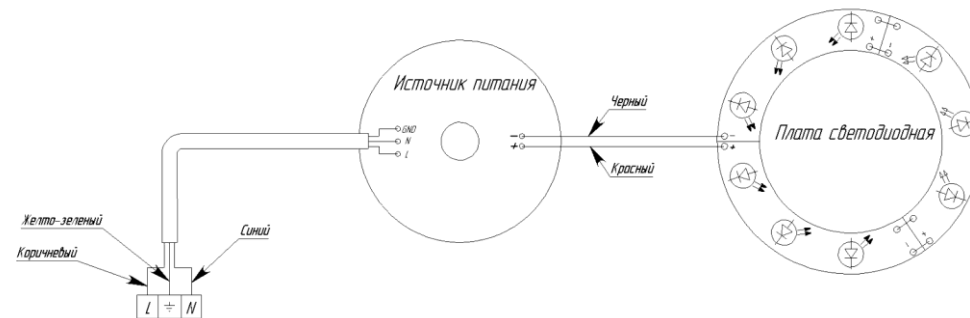 Источник питания
GND
N
L
Черный
Красный
Плата светодиодная
Желто-зеленый
Коричневый
Синий
L
N
- -
+ +
+ -
- +